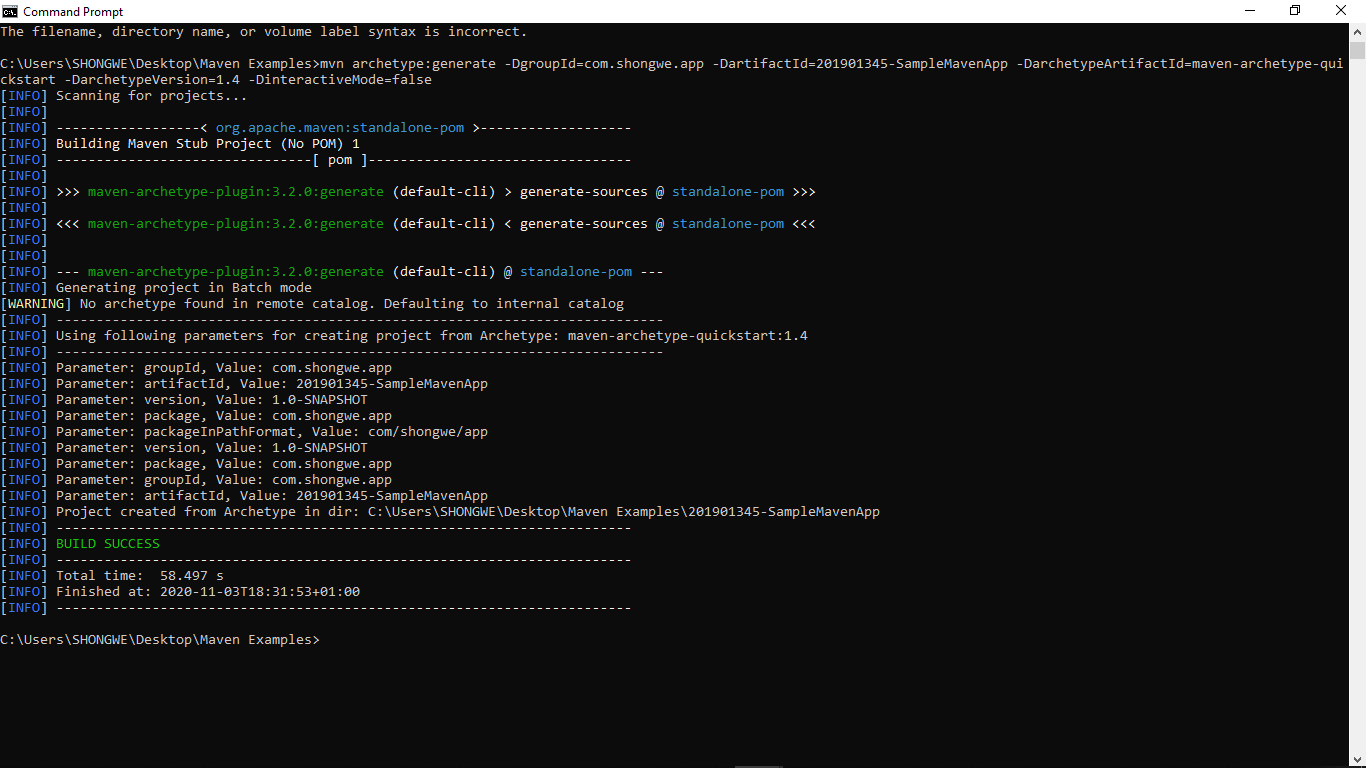 Command Prompt
The filename, directory name, or volume label syntax is incorrect.
C:\Users\SHONGWE\Desktop\Maven Examples>mvn archetype:generate -DgroupId=com.shongwe.app -DartifactId=201901345-SampleMavenApp -DarchetypeArtifactId=maven-archetype-qui
ckstart -DarchetypeVersion=1.4 -DinteractiveMode=false
[INFO] Scanning for projects...
[INFO]
[INFO] ------------------< org.apache.maven:standalone-pom >-------------------
[INFO] Building Maven Stub Project (No POM) 1
[INFO] --------------------------------[ pom ]---------------------------------
[INFO]
[INFO] >>> maven-archetype-plugin:3.2.0:generate (default-cli) > generate-sources @ standalone-pom >>>
[INFO]
[INFO] <<< maven-archetype-plugin:3.2.0:generate (default-cli) < generate-sources @ standalone-pom <<<
[INFO]
[INFO]
[INFO] --- maven-archetype-plugin:3.2.0:generate (default-cli) @ standalone-pom ---
[INFO] Generating project in Batch mode
[WARNING] No archetype found in remote catalog. Defaulting to internal catalog
[INFO] ----------------------------------------------------------------------------
[INFO] Using following parameters for creating project from Archetype: maven-archetype-quickstart:1.4
[INFO] ----------------------------------------------------------------------------
[INFO] Parameter: groupId, Value: com.shongwe.app
[INFO] Parameter: artifactId, Value: 201901345-SampleMavenApp
[INFO] Parameter: version, Value: 1.0-SNAPSHOT
[INFO] Parameter: package, Value: com.shongwe.app
[INFO] Parameter: packageInPathFormat, Value: com/shongwe/app
[INFO] Parameter: version, Value: 1.0-SNAPSHOT
[INFO] Parameter: package, Value: com.shongwe.app
[INFO] Parameter: groupId, Value: com.shongwe.app
[INFO] Parameter: artifactId, Value: 201901345-SampleMavenApp
[INFO] Project created from Archetype in dir: C:\Users\SHONGWE\Desktop\Maven Examples\201901345-SampleMavenApp
[INFO] ------------------------------------------------------------------------
[INFO] BUILD SUCCESS
[INFO] ------------------------------------------------------------------------
[INFO] Total time:  58.497 s
[INFO] Finished at: 2020-11-03T18:31:53+01:00
[INFO] ------------------------------------------------------------------------
C:\Users\SHONGWE\Desktop\Maven Examples>